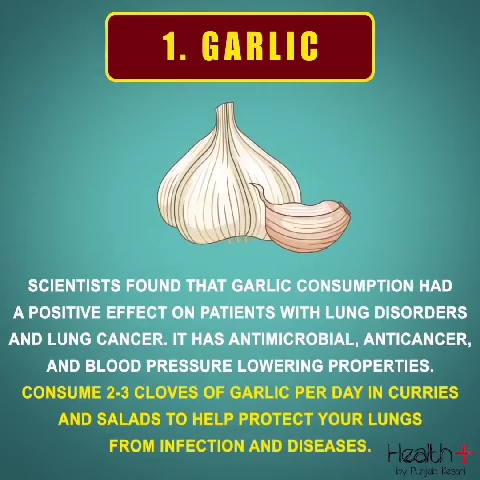 1. GARLIC
SCIENTISTS FOUND THAT GARLIC CONSUMPTION HAD
A POSITIVE EFFECT ON PATIENTS WITH LUNG DISORDERS
AND LUNG CANCER. IT HAS ANTIMICROBIAL, ANTICANCER,
AND BLOOD PRESSURE LOWERING PROPERTIES.
CONSUME 2-3 CLOVES OF GARLIC PER DAY IN CURRIES
AND SALADS TO HELP PROTECT YOUR LUNGS
FROM INFECTION AND DISEASES.
Health+
by Punjab Kesari